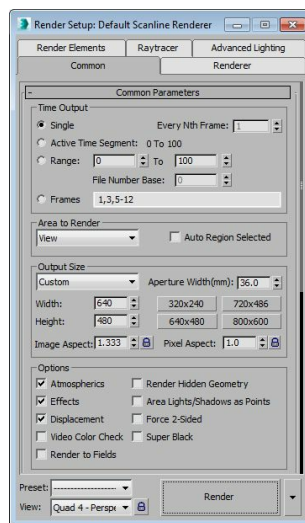 Render Setup: Default Scanline Renderer
Render Elements Raytracer Advanced Lighting
Common Renderer
- Common Parameters
Time Output
Single Every Nth Frame: 1
Active Time Segment: 0 To 100
Range: 0 To 100
File Number Base: 0
Frames 1,3,5-12
Area to Render
View Auto Region Selected
Output Size
Custom Aperture Width(mm): 36.0
Width: 640 320x240 720x486
Height: 480 640x480 800x600
Image Aspect: 1.333 Pixel Aspect: 1.0
Options
Atmospherics Render Hidden Geometry
Effects Area Lights/Shadows as Points
Displacement Force 2-Sided
Video Color Check Super Black
Render to Fields
Preset: --------------------
View: Quad 4 - Perspe Render